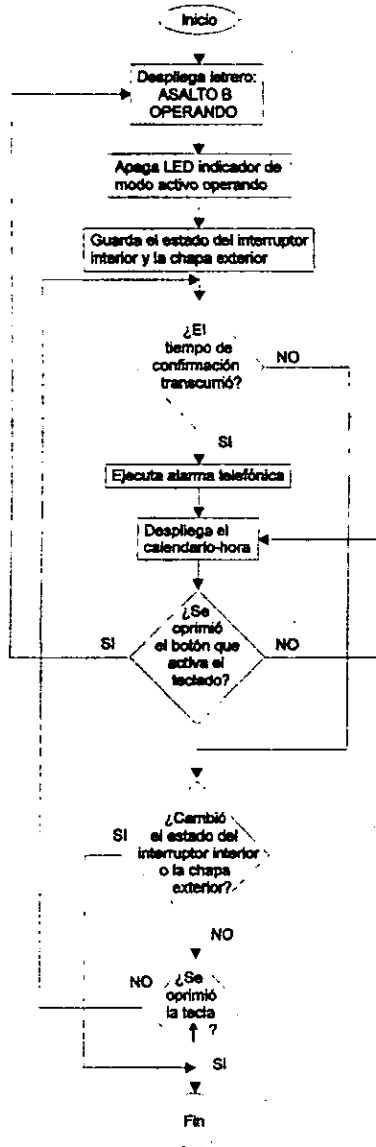 Inicio
Despliega letrero:
ASALTO B
OPERANDO
Apaga LED indicador de
modo activo operando
Guarda el estado del interruptor
interior y la chapa exterior
¿El
tiempo de
confirmación
transcurrió?
NO
SI
Ejecuta alarma telefónica
Despliega el
calendario-hora
¿Se
oprimió
el botón que
activa el
teclado?
SI
NO
¿Cambió
el estado del
interruptor interior
o la chapa
exterior?
SI
NO
¿Se
oprimió
la tecla
?
NO
SI
Fin